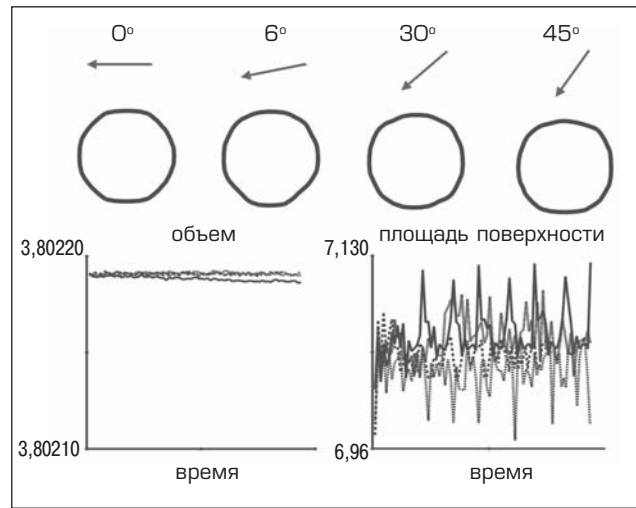 0° 6° 30° 45°
объем площадь поверхности
3,80220 7,130
3,80210 6,96
время время